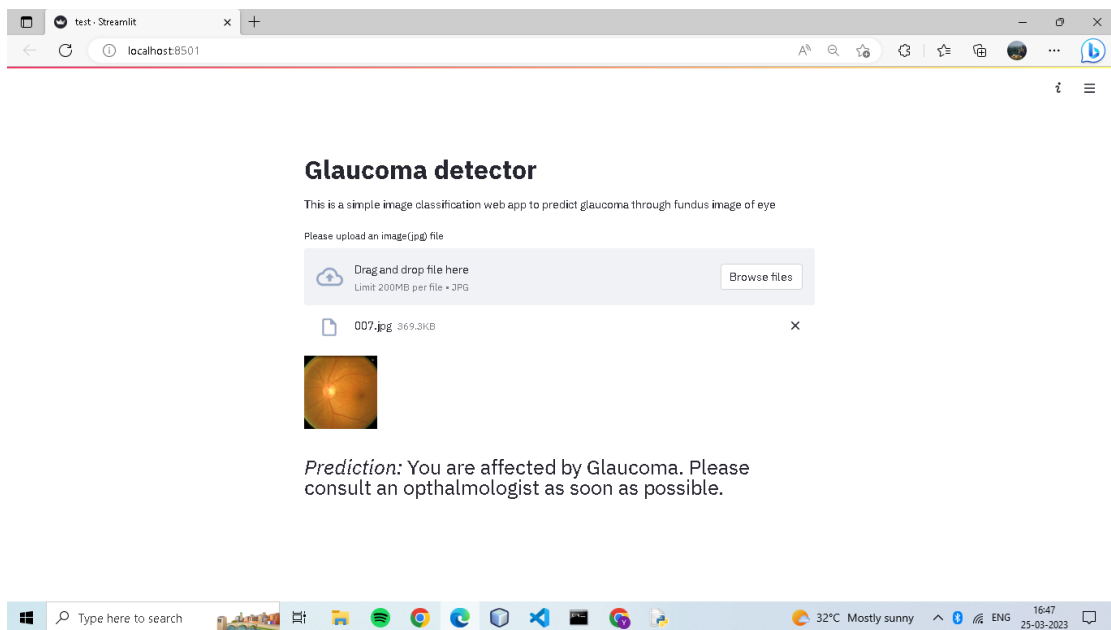 test · Streamlit
localhost:8501
Glaucoma detector
This is a simple image classification web app to predict glaucoma through fundus image of eye
Please upload an image(jpg) file
Drag and drop file here
Limit 200MB per file • JPG
Browse files
007.jpg 369.3KB
Prediction: You are affected by Glaucoma. Please
consult an opthalmologist as soon as possible.
Type here to search
32°C Mostly sunny
ENG
16:47
25-03-2023